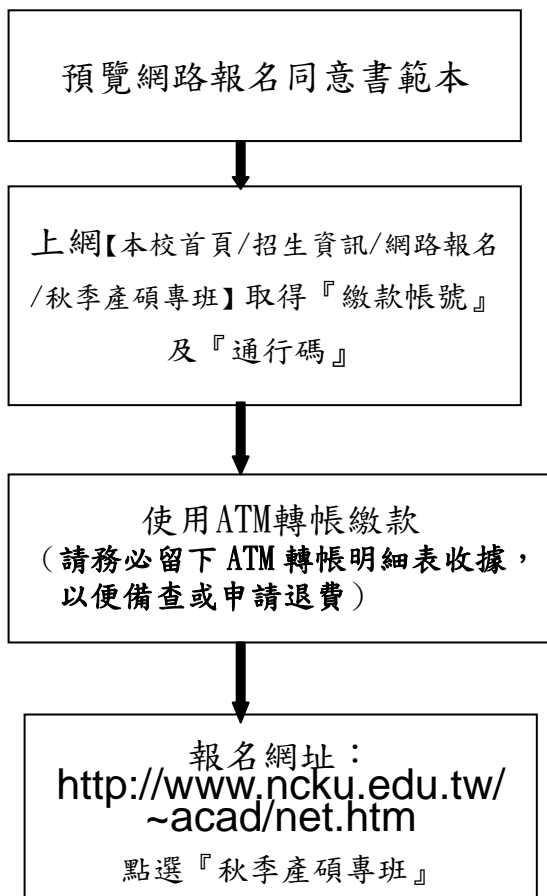 預覽網路報名同意書範本
上網【本校首頁/招生資訊/網路報名
/秋季產碩專班】取得『繳款帳號』
及『通行碼』
使用ATM轉帳繳款
（請務必留下 ATM 轉帳明細表收據，
以便備查或申請退費）
報名網址：
http://www.ncku.edu.tw/
~acad/net.htm
點選『秋季產碩專班』